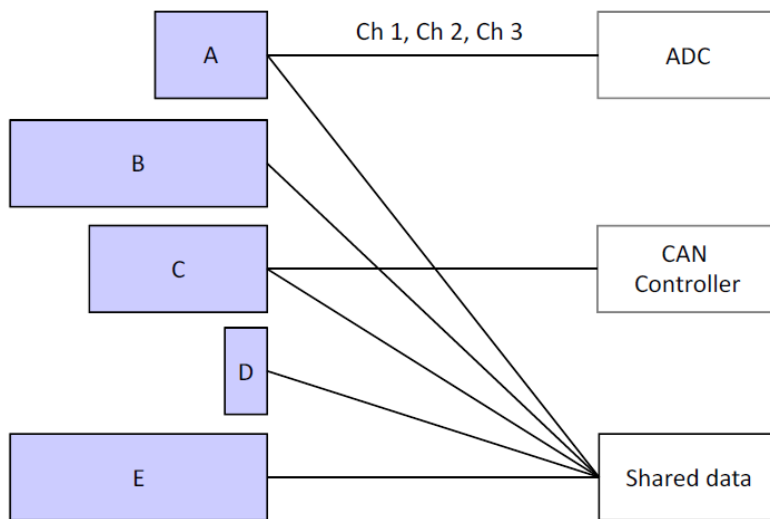 A
Ch 1, Ch 2, Ch 3
ADC
B
C
CAN
Controller
D
E
Shared data